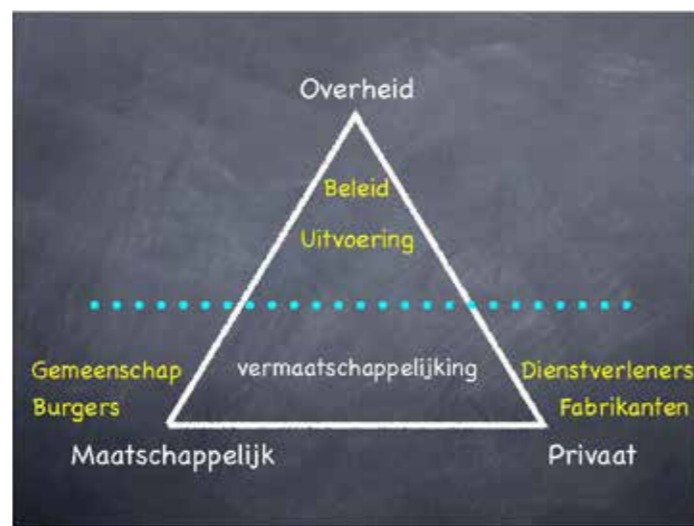 Overheid
Beleid
Uitvoering
Gemeenschap vermaatschappelijking Dienstverleners
Burgers Fabrikanten
Maatschappelijk Privaat